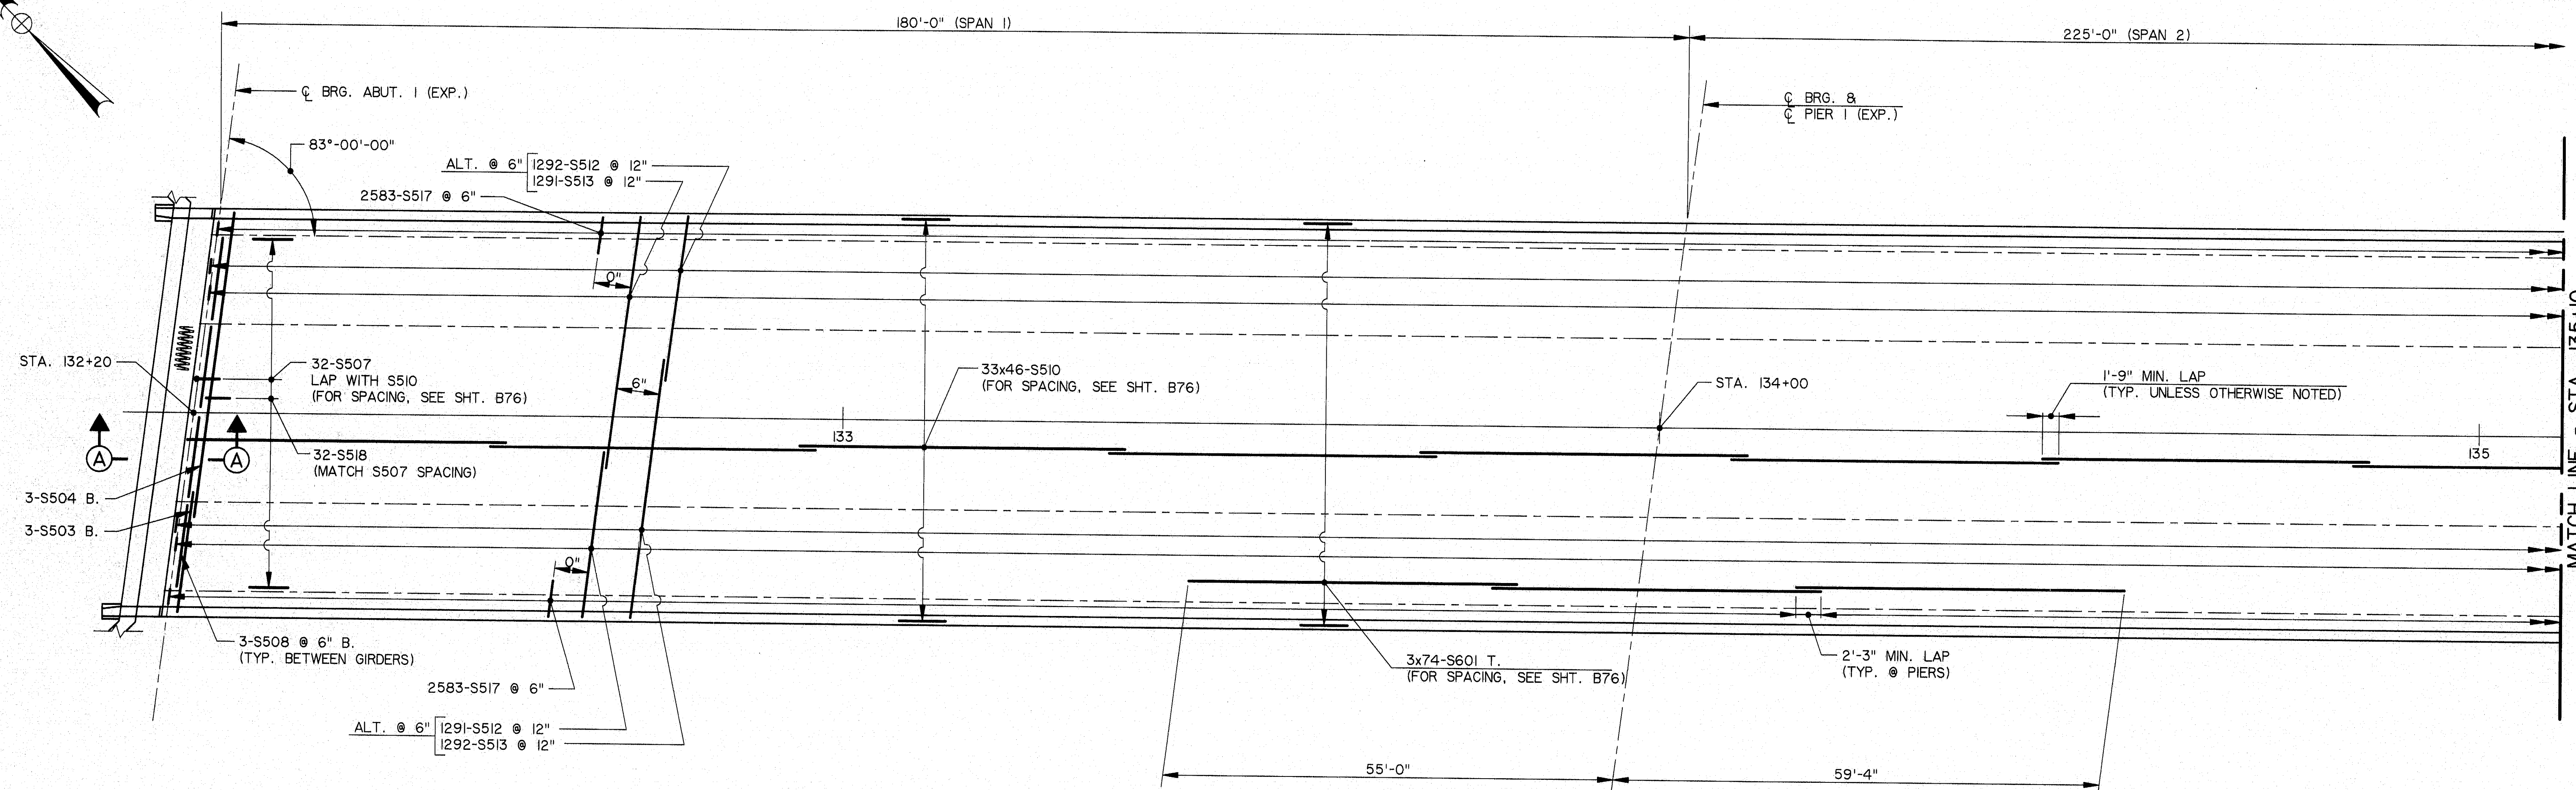 180'-0" (SPAN 1)
225'-0" (SPAN 2)
℄ BRG. ABUT. 1 (EXP.)
℄ BRG. &
℄ PIER 1 (EXP.)
83°-00'-00"
ALT. @ 6" 1292-S512 @ 12"
1291-S513 @ 12"
2583-S517 @ 6"
0"
STA. 132+20
32-S507
LAP WITH S510
(FOR SPACING, SEE SHT. B76)
6"
33x46-S510
(FOR SPACING, SEE SHT. B76)
STA. 134+00
1'-9" MIN. LAP
(TYP. UNLESS OTHERWISE NOTED)
133
135
A
A
32-S518
(MATCH S507 SPACING)
3-S504 B.
3-S503 B.
0"
3-S508 @ 6" B.
(TYP. BETWEEN GIRDERS)
2583-S517 @ 6"
ALT. @ 6" 1291-S512 @ 12"
1292-S513 @ 12"
3x74-S601 T.
(FOR SPACING, SEE SHT. B76)
2'-3" MIN. LAP
(TYP. @ PIERS)
55'-0"
59'-4"
MATCH LINE - STA.